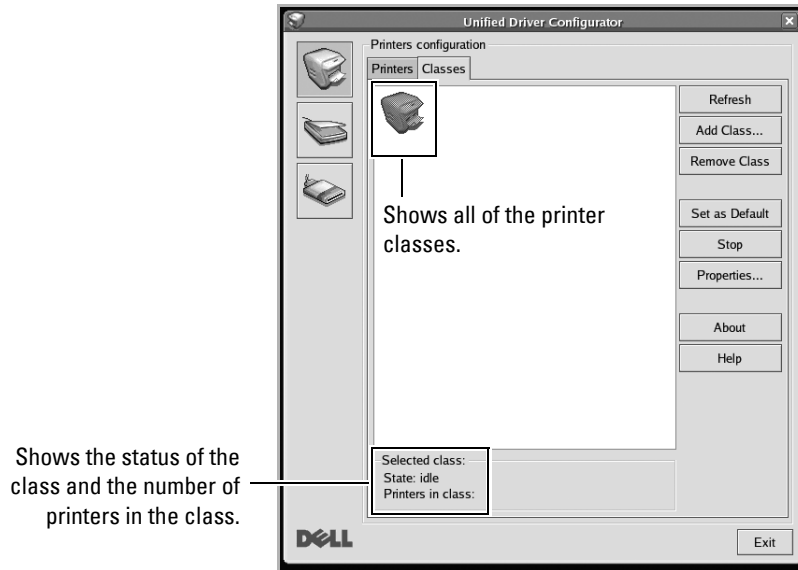 Unified Driver Configurator
Printers configuration
Printers Classes
Refresh
Add Class...
Remove Class
Set as Default
Stop
Properties...
About
Help
Shows all of the printer
classes.
Selected class:
State: idle
Printers in class:
Shows the status of the
class and the number of
printers in the class.
DELL
Exit